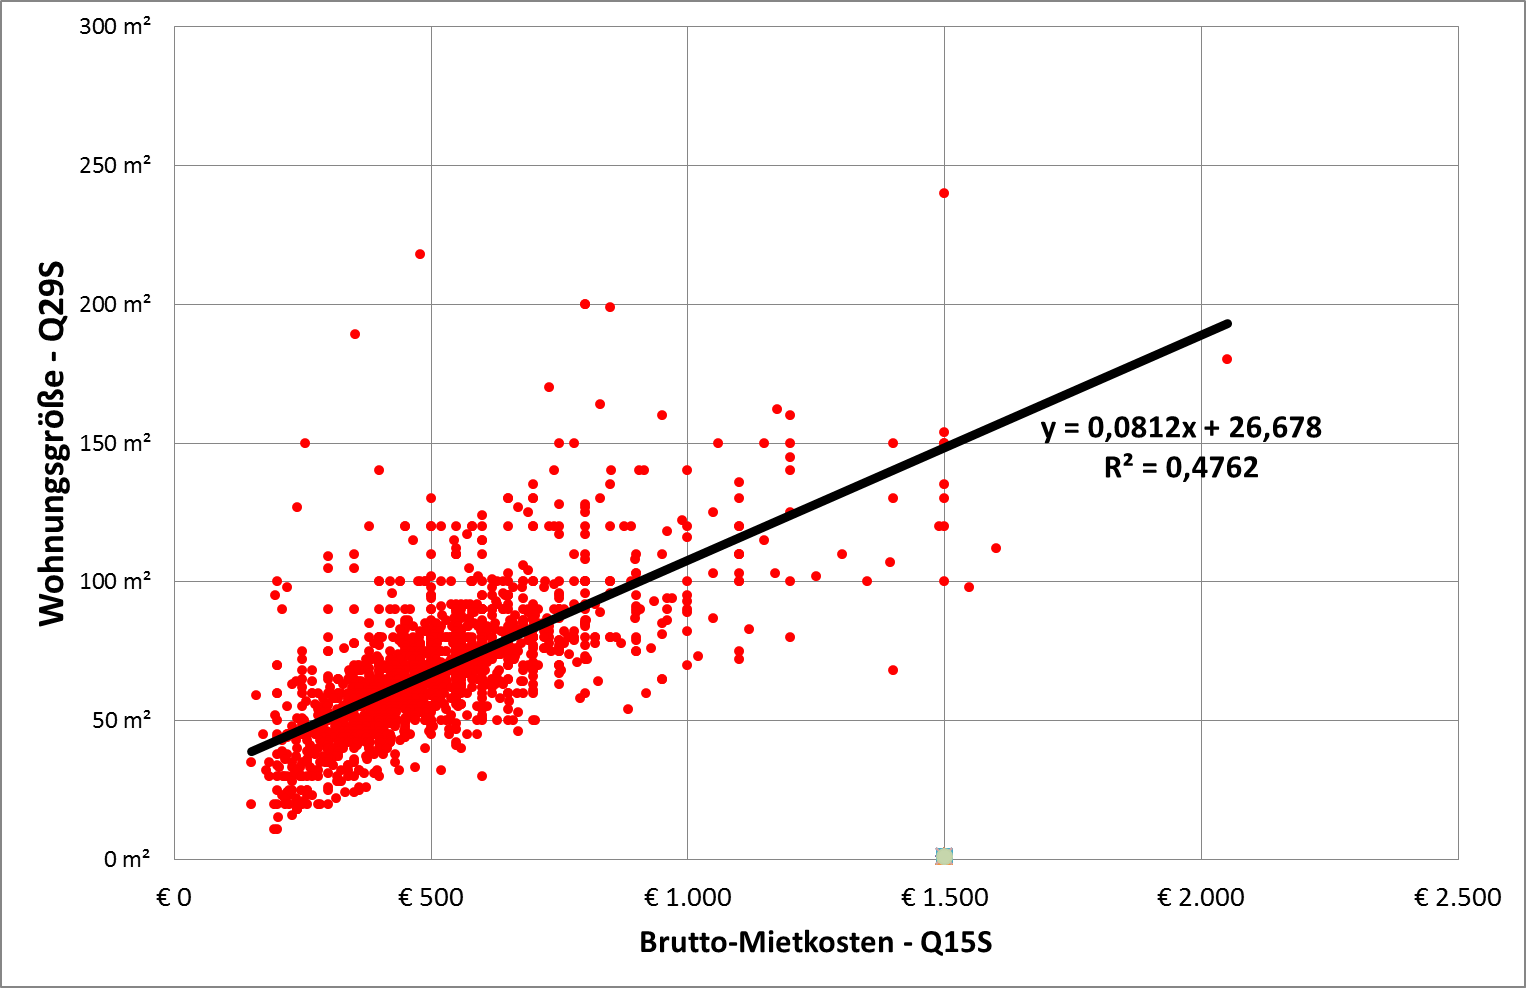 300 m²
250 m²
200 m²
150 m²
100 m²
50 m²
0 m²
Wohnungsgröße - Q29S
y = 0,0812x + 26,678
R² = 0,4762
€ 0 € 500 € 1.000 € 1.500 € 2.000 € 2.500
Brutto-Mietkosten - Q15S